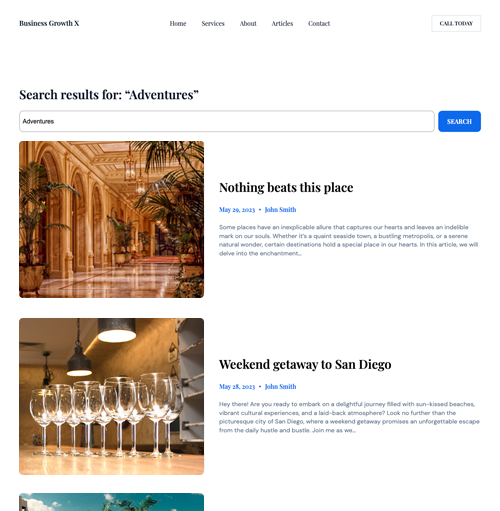 Business Growth X
Home Services About Articles Contact
CALL TODAY
Search results for: “Adventures”
Adventures
SEARCH
Nothing beats this place
May 29, 2023 • John Smith
Some places have an inexplicable allure that captures our hearts and leaves an indelible
mark on our souls. Whether it's a quaint seaside town, a bustling metropolis, or a serene
natural wonder, certain destinations hold a special place in our hearts. In this article, we will
delve into the enchantment...
Weekend getaway to San Diego
May 28, 2023 • John Smith
Hey there! Are you ready to embark on a delightful journey filled with sun-kissed beaches,
vibrant cultural experiences, and a laid-back atmosphere? Look no further than the
picturesque city of San Diego, where a weekend getaway promises an unforgettable escape
from the daily hustle and bustle. Join me as we...